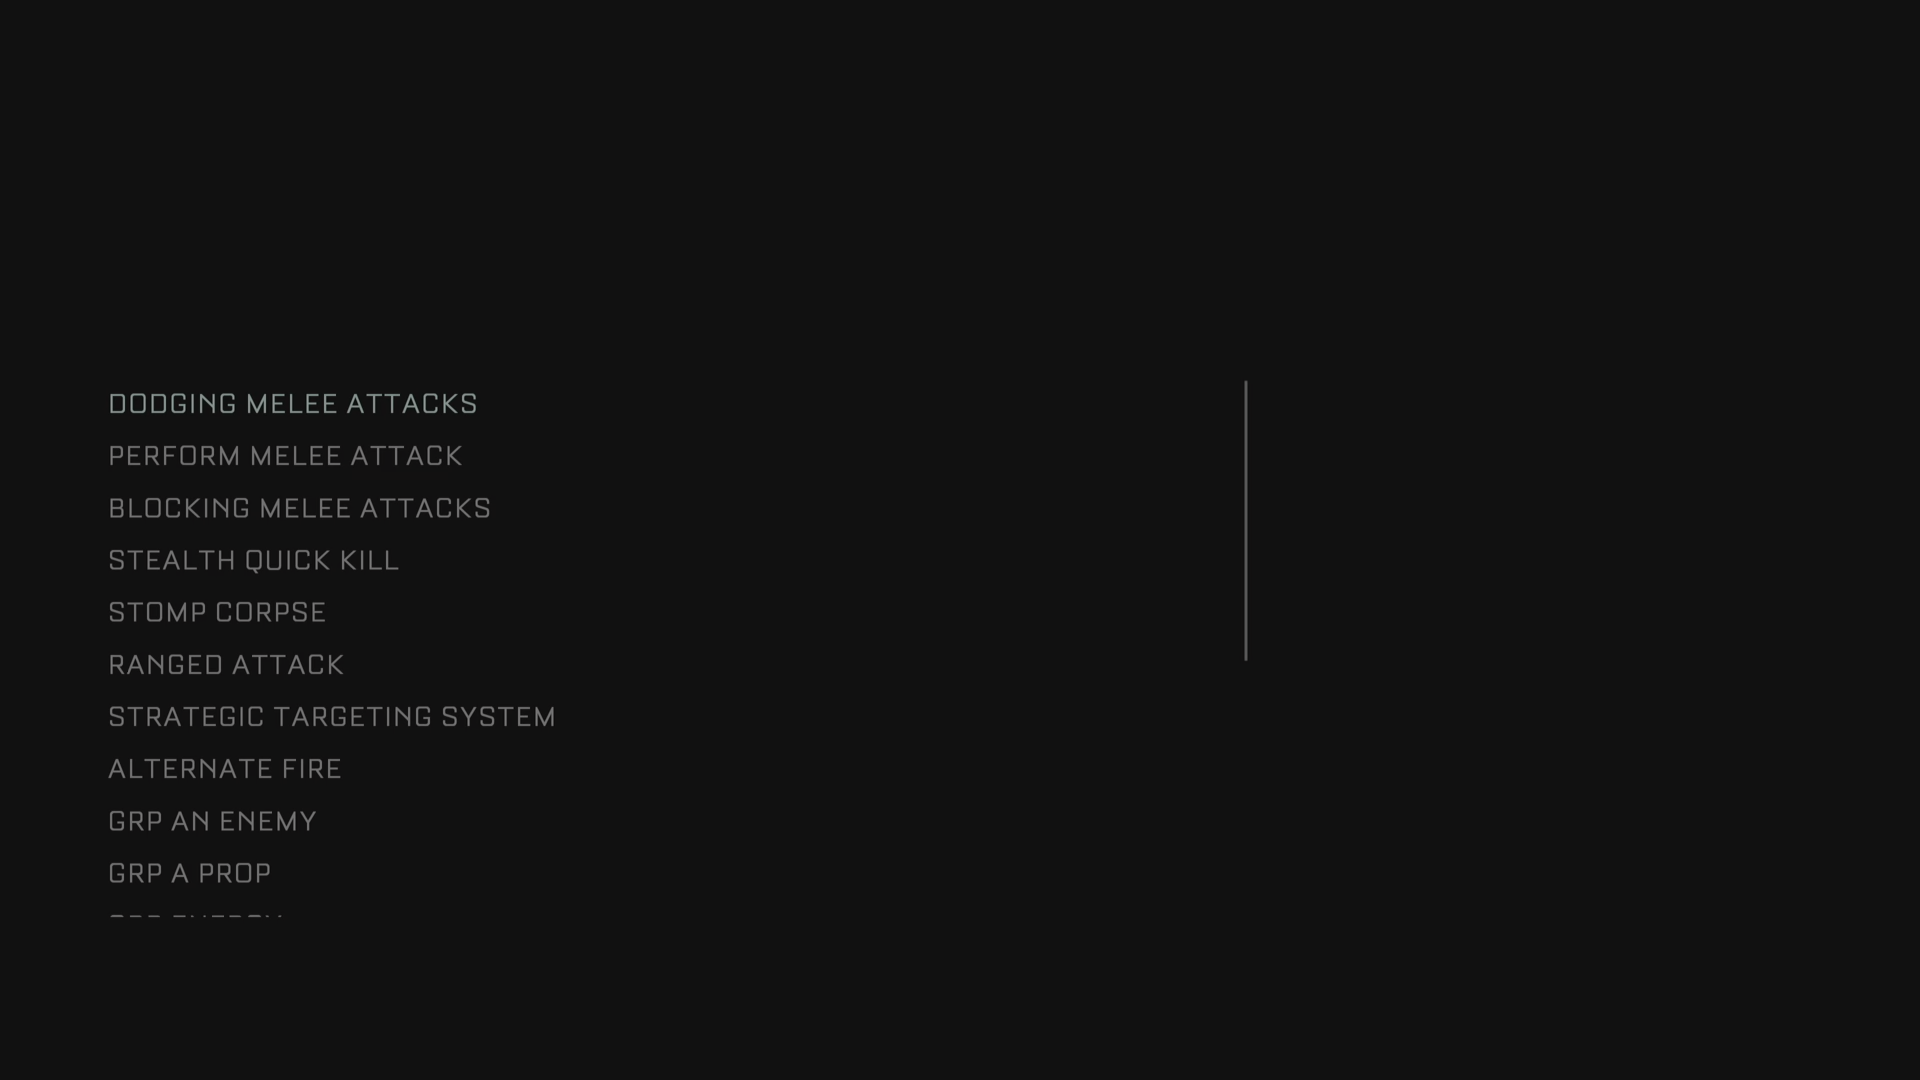 DODGING MELEE ATTACKS
PERFORM MELEE ATTACK
BLOCKING MELEE ATTACKS
STEALTH QUICK KILL
STOMP CORPSE
RANGED ATTACK
STRATEGIC TARGETING SYSTEM
ALTERNATE FIRE
GRP AN ENEMY
GRP A PROP